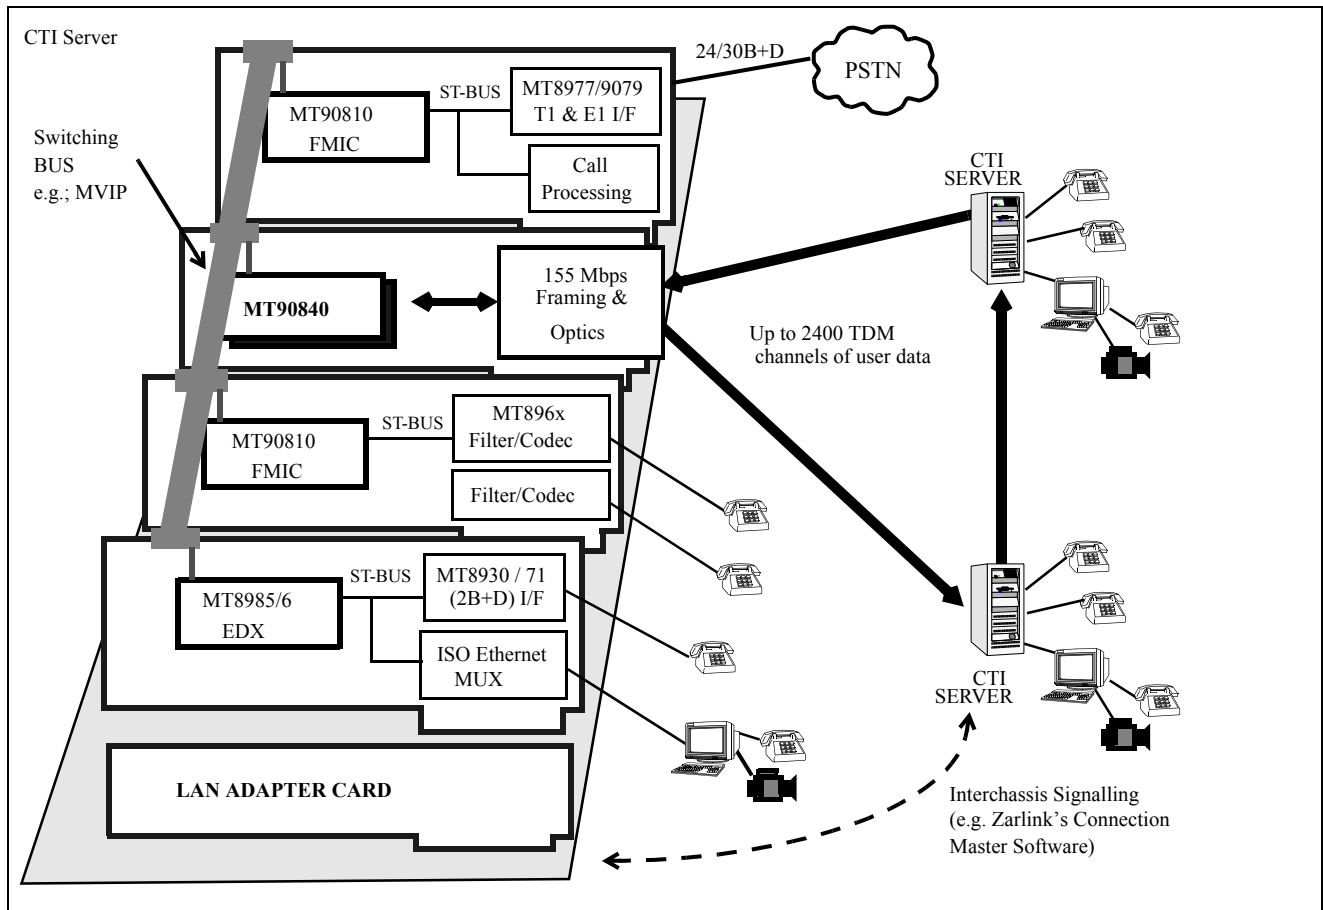 CTI Server
24/30B+D
PSTN
ST-BUS
MT8977/9079
T1 & E1 I/F
MT90810
FMIC
Switching
BUS
e.g.; MVIP
Call
Processing
CTI
SERVER
155 Mbps
Framing &
Optics
MT90840
Up to 2400 TDM
channels of user data
MT896x
Filter/Codec
ST-BUS
MT90810
FMIC
Filter/Codec
MT8930 / 71
(2B+D) I/F
ST-BUS
MT8985/6
EDX
ISO Ethernet
MUX
CTI
SERVER
LAN ADAPTER CARD
Interchassis Signalling
(e.g. Zarlink's Connection
Master Software)